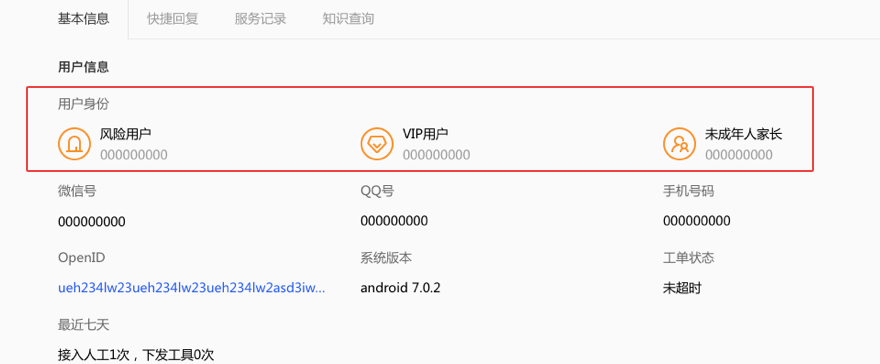 基本信息 快捷回复 服务记录 知识查询
用户信息
用户身份
风险用户 VIP用户 未成年人家长
000000000 000000000 000000000
微信号 QQ号 手机号码
000000000 000000000 000000000
OpenID 系统版本 工单状态
ueh234lw23ueh234lw23ueh234lw2asd3iw... android 7.0.2 未超时
最近七天
接入人工1次，下发工具0次